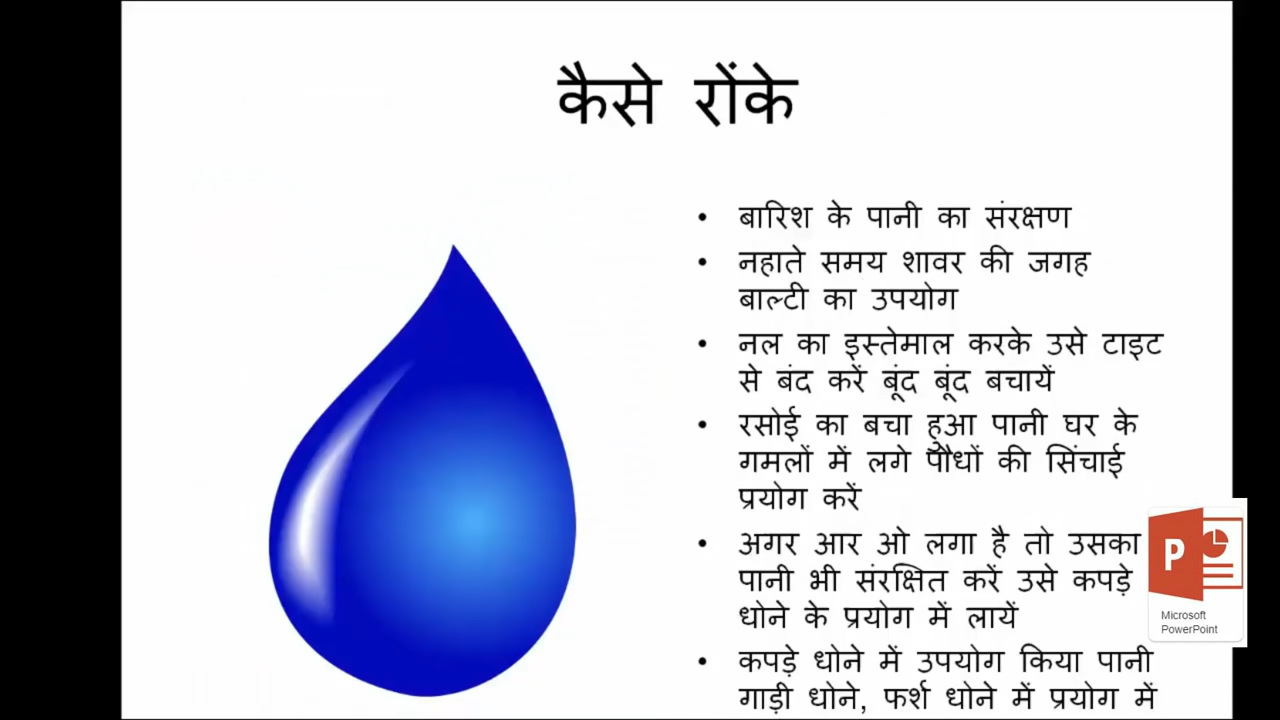 कैसे रोंके
• बारिश के पानी का संरक्षण
• नहाते समय शावर की जगह
बाल्टी का उपयोग
• नल का इस्तेमाल करके उसे टाइट
से बंद करें बूंद बूंद बचायें
• रसोई का बचा हुआ पानी घर के
गमलों में लगे पौधों की सिंचाई
प्रयोग करें
• अगर आर ओ लगा है तो उसका
पानी भी संरक्षित करें उसे कपड़े
धोने के प्रयोग में लायें
• कपड़े धोने में उपयोग किया पानी
गाड़ी धोने, फर्श धोने में प्रयोग में
P
Microsoft
PowerPoint